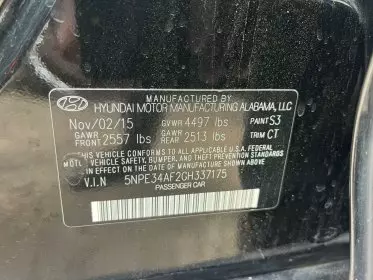 MANUFACTURED BY
HYUNDAI MOTOR MANUFACTURING ALABAMA, LLC
Nov/02/15 GVWR 4497 lbs PAINT S3
GAWR FRONT 2557 lbs GAWR REAR 2513 lbs TRIM CT
THIS VEHICLE CONFORMS TO ALL APPLICABLE
FEDERAL MOTOR VEHICLE SAFETY, BUMPER
AND THEFT PREVENTION STANDARDS IN EFFECT
ON THE DATE OF MANUFACTURE SHOWN ABOVE
V.I.N 5NPE34AF2GH337175
PASSENGER CAR